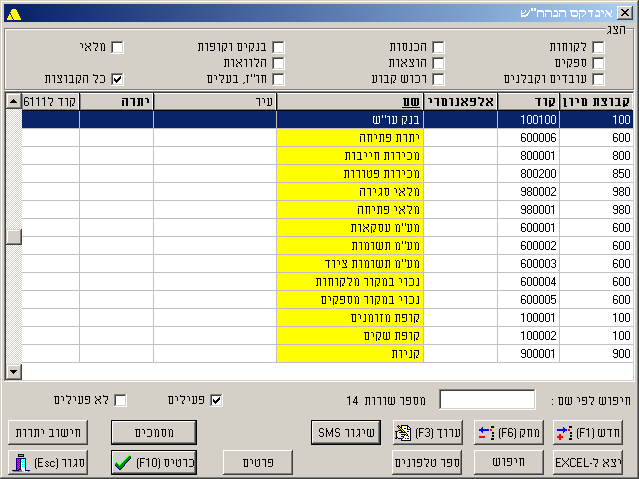 אינדקס הנהח"ש
הצג
לקוחות הכנסות בנקים וקופות מלאי
ספקים הוצאות הלוואות
עובדים וקבלנים רכוש קבוע חו"ז, בעלים כל הקבוצות
קבוצת מיון קוד אלפאנומרי שם עיר יתרה קוד ל6111
100 100100 בנק עו"ש
600 600006 יתרת פתיחה
800 800001 מכירות חייבות
850 800200 מכירות פטורות
980 980002 מלאי סגירה
980 980001 מלאי פתיחה
600 600001 מע"מ עסקאות
600 600002 מע"מ תשומות
600 600003 מע"מ תשומות ציוד
600 600004 נכוי במקור מלקוחות
600 600005 נכוי במקור מספקים
100 100001 קופת מזומנים
100 100002 קופת שקים
900 900001 קניות
חיפוש לפי שם : מספר שורות 14 פעילים לא פעילים
חדש (F1) מחק (F6) ערוך (F3) שיגור SMS מסמכים חישוב יתרות
יצא ל-EXCEL חיפוש ספר טלפונים פרטים כרטיס (F10) סגור (Esc)